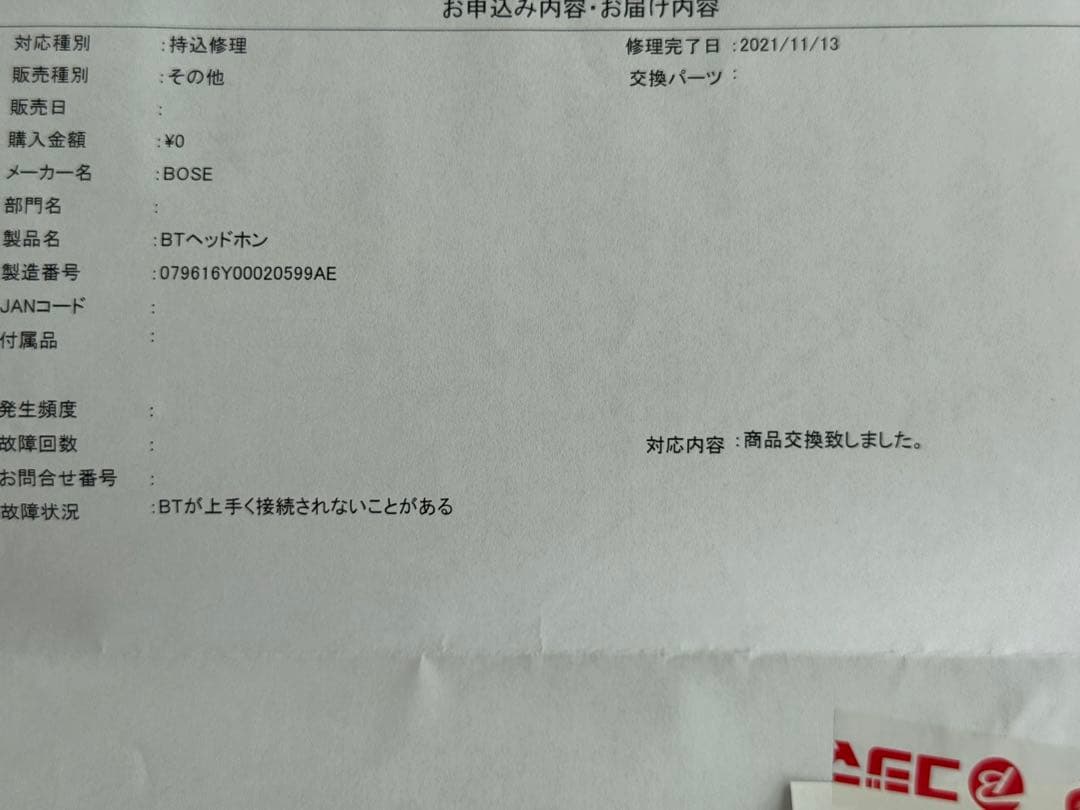 お申込み内容・お届け内容
対応種別 :持込修理
販売種別 :その他
販売日 :
購入金額 :¥0
メーカー名 :BOSE
部門名 :
製品名 :BTヘッドホン
製造番号 :079616Y00020599AE
JANコード :
付属品 :
発生頻度 :
故障回数 :
お問合せ番号 :
故障状況 :BTが上手く接続されないことがある
修理完了日 :2021/11/13
交換パーツ :
対応内容 :商品交換致しました。